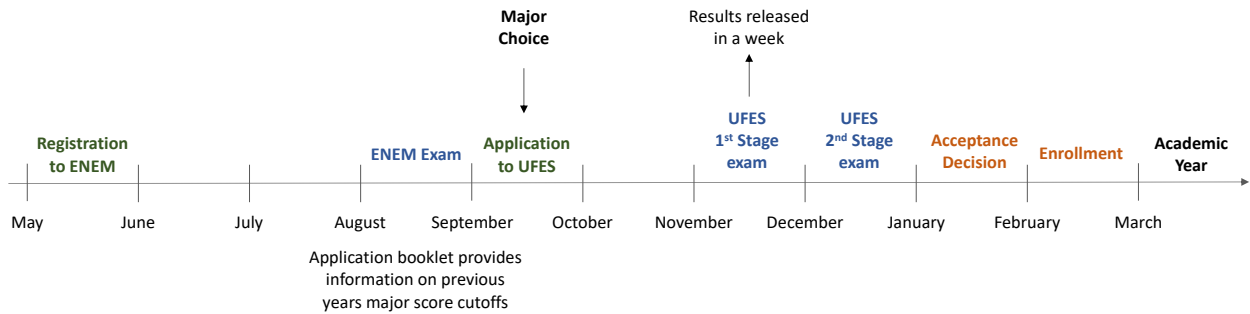 Major
Choice
Results released
in a week
Registration
to ENEM
ENEM Exam
Application
to UFES
UFES
1st Stage
exam
UFES
2nd Stage
exam
Acceptance
Decision
Enrollment
Academic
Year
May
June
July
August
September
October
November
December
January
February
March
Application booklet provides
information on previous
years major score cutoffs